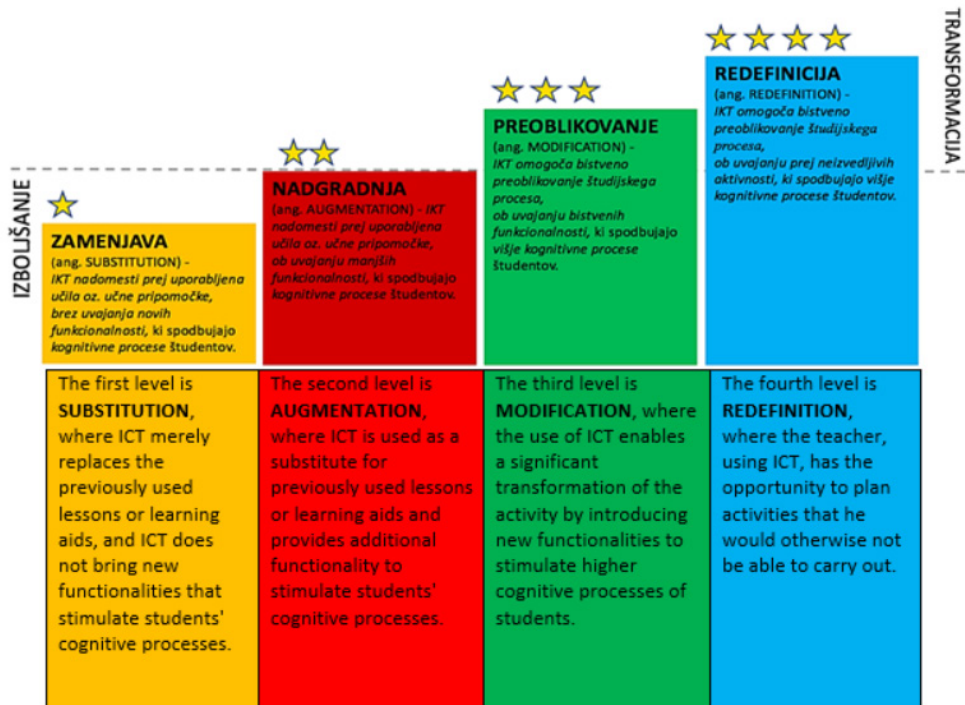 IZBOLJŠANJE
TRANSFORMACIJA
ZAMENJAVA
(ang. SUBSTITUTION) -
IKT nadomesti prej uporabljena
učila oz. učne pripomočke,
brez uvajanja novih
funkcionalnosti, ki spodbujajo
kognitivne procese študentov.
NADGRADNJA
(ang. AUGMENTATION) - IKT
nadomesti prej uporabljena
učila oz. učne pripomočke,
ob uvajanju manjših
funkcionalnosti, ki spodbujajo
kognitivne procese študentov.
PREOBLIKOVANJE
(ang. MODIFICATION) -
IKT omogoča bistveno
preoblikovanje študijskega
procesa,
ob uvajanju bistvenih
funkcionalnosti, ki spodbujajo
višje kognitivne procese
študentov.
REDEFINICIJA
(ang. REDEFINITION) -
IKT omogoča bistveno
preoblikovanje študijskega
procesa,
ob uvajanju prej neizvedljivih
aktivnosti, ki spodbujajo višje
kognitivne procese študentov.
The first level is
SUBSTITUTION,
where ICT merely
replaces the
previously used
lessons or learning
aids, and ICT does
not bring new
functionalities that
stimulate students'
cognitive processes.
The second level is
AUGMENTATION,
where ICT is used as a
substitute for
previously used lessons
or learning aids and
provides additional
functionality to
stimulate students'
cognitive processes.
The third level is
MODIFICATION, where
the use of ICT enables
a significant
transformation of the
activity by introducing
new functionalities to
stimulate higher
cognitive processes of
students.
The fourth level is
REDEFINITION,
where the teacher,
using ICT, has the
opportunity to plan
activities that he
would otherwise not
be able to carry out.